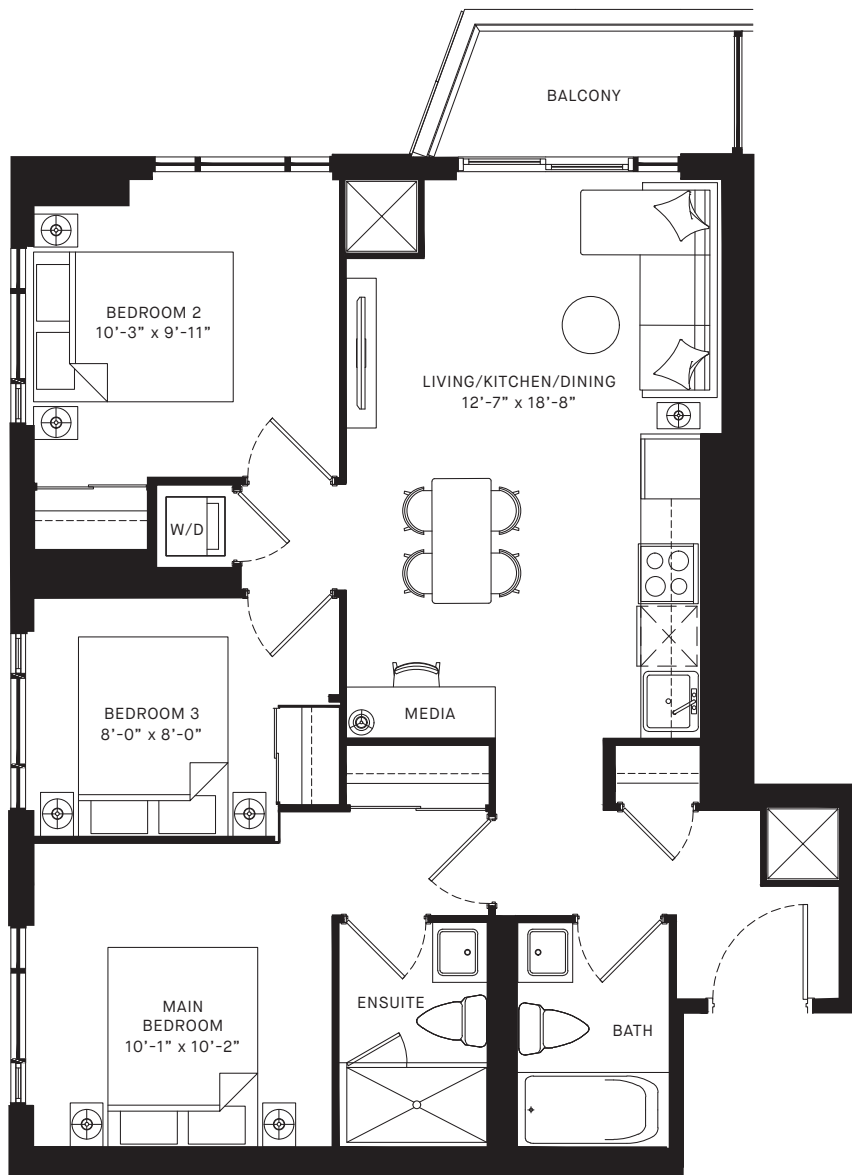 BALCONY
BEDROOM 2
10’-3” x 9’-11”
LIVING/KITCHEN/DINING
12’-7” x 18’-8”
W/D
BEDROOM 3
8’-0” x 8’-0”
MEDIA
MAIN
BEDROOM
10’-1” x 10’-2”
ENSUITE
BATH